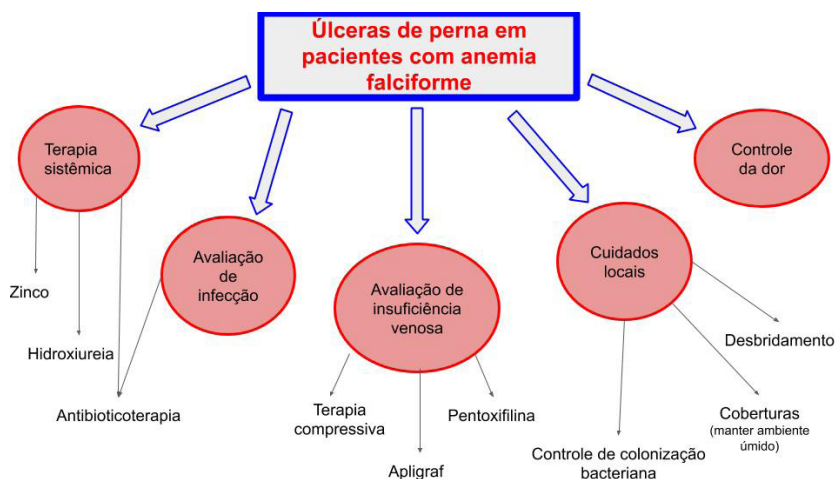 Úlceras de perna em
pacientes com anemia
falciforme
Terapia
sistêmica
Controle
da dor
Avaliação
de
infecção
Cuidados
locais
Avaliação de
insuficiência
venosa
Zinco
Hidroxiureia
Antibioticoterapia
Terapia
compressiva
Apligraf
Pentoxifilina
Desbridamento
Coberturas
(manter ambiente
úmido)
Controle de colonização
bacteriana